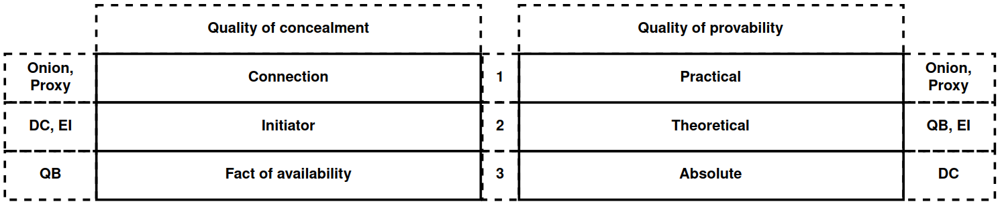 Quality of concealment
Quality of provability
Onion,
Proxy
Connection
1
Practical
Onion,
Proxy
DC, EI
Initiator
2
Theoretical
QB, EI
QB
Fact of availability
3
Absolute
DC